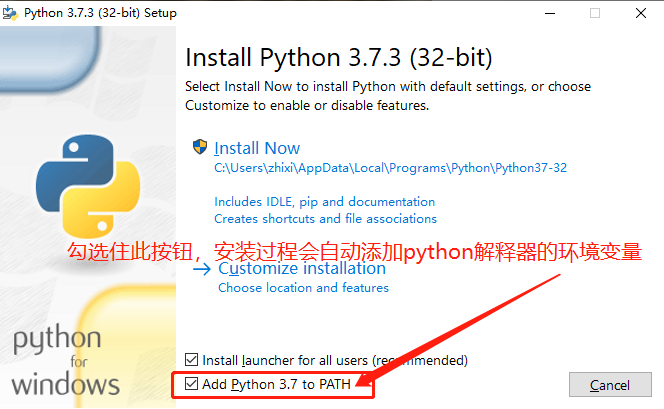 Python 3.7.3 (32-bit) Setup
Install Python 3.7.3 (32-bit)
Select Install Now to install Python with default settings, or choose
Customize to enable or disable features.
Install Now
C:\Users\zhixi\AppData\Local\Programs\Python\Python37-32
Includes IDLE, pip and documentation
Creates shortcuts and file associations
勾选住此按钮，安装过程会自动添加python解释器的环境变量
Customize installation
Choose location and features
python
for
windows
Install launcher for all users (recommended)
Add Python 3.7 to PATH
Cancel